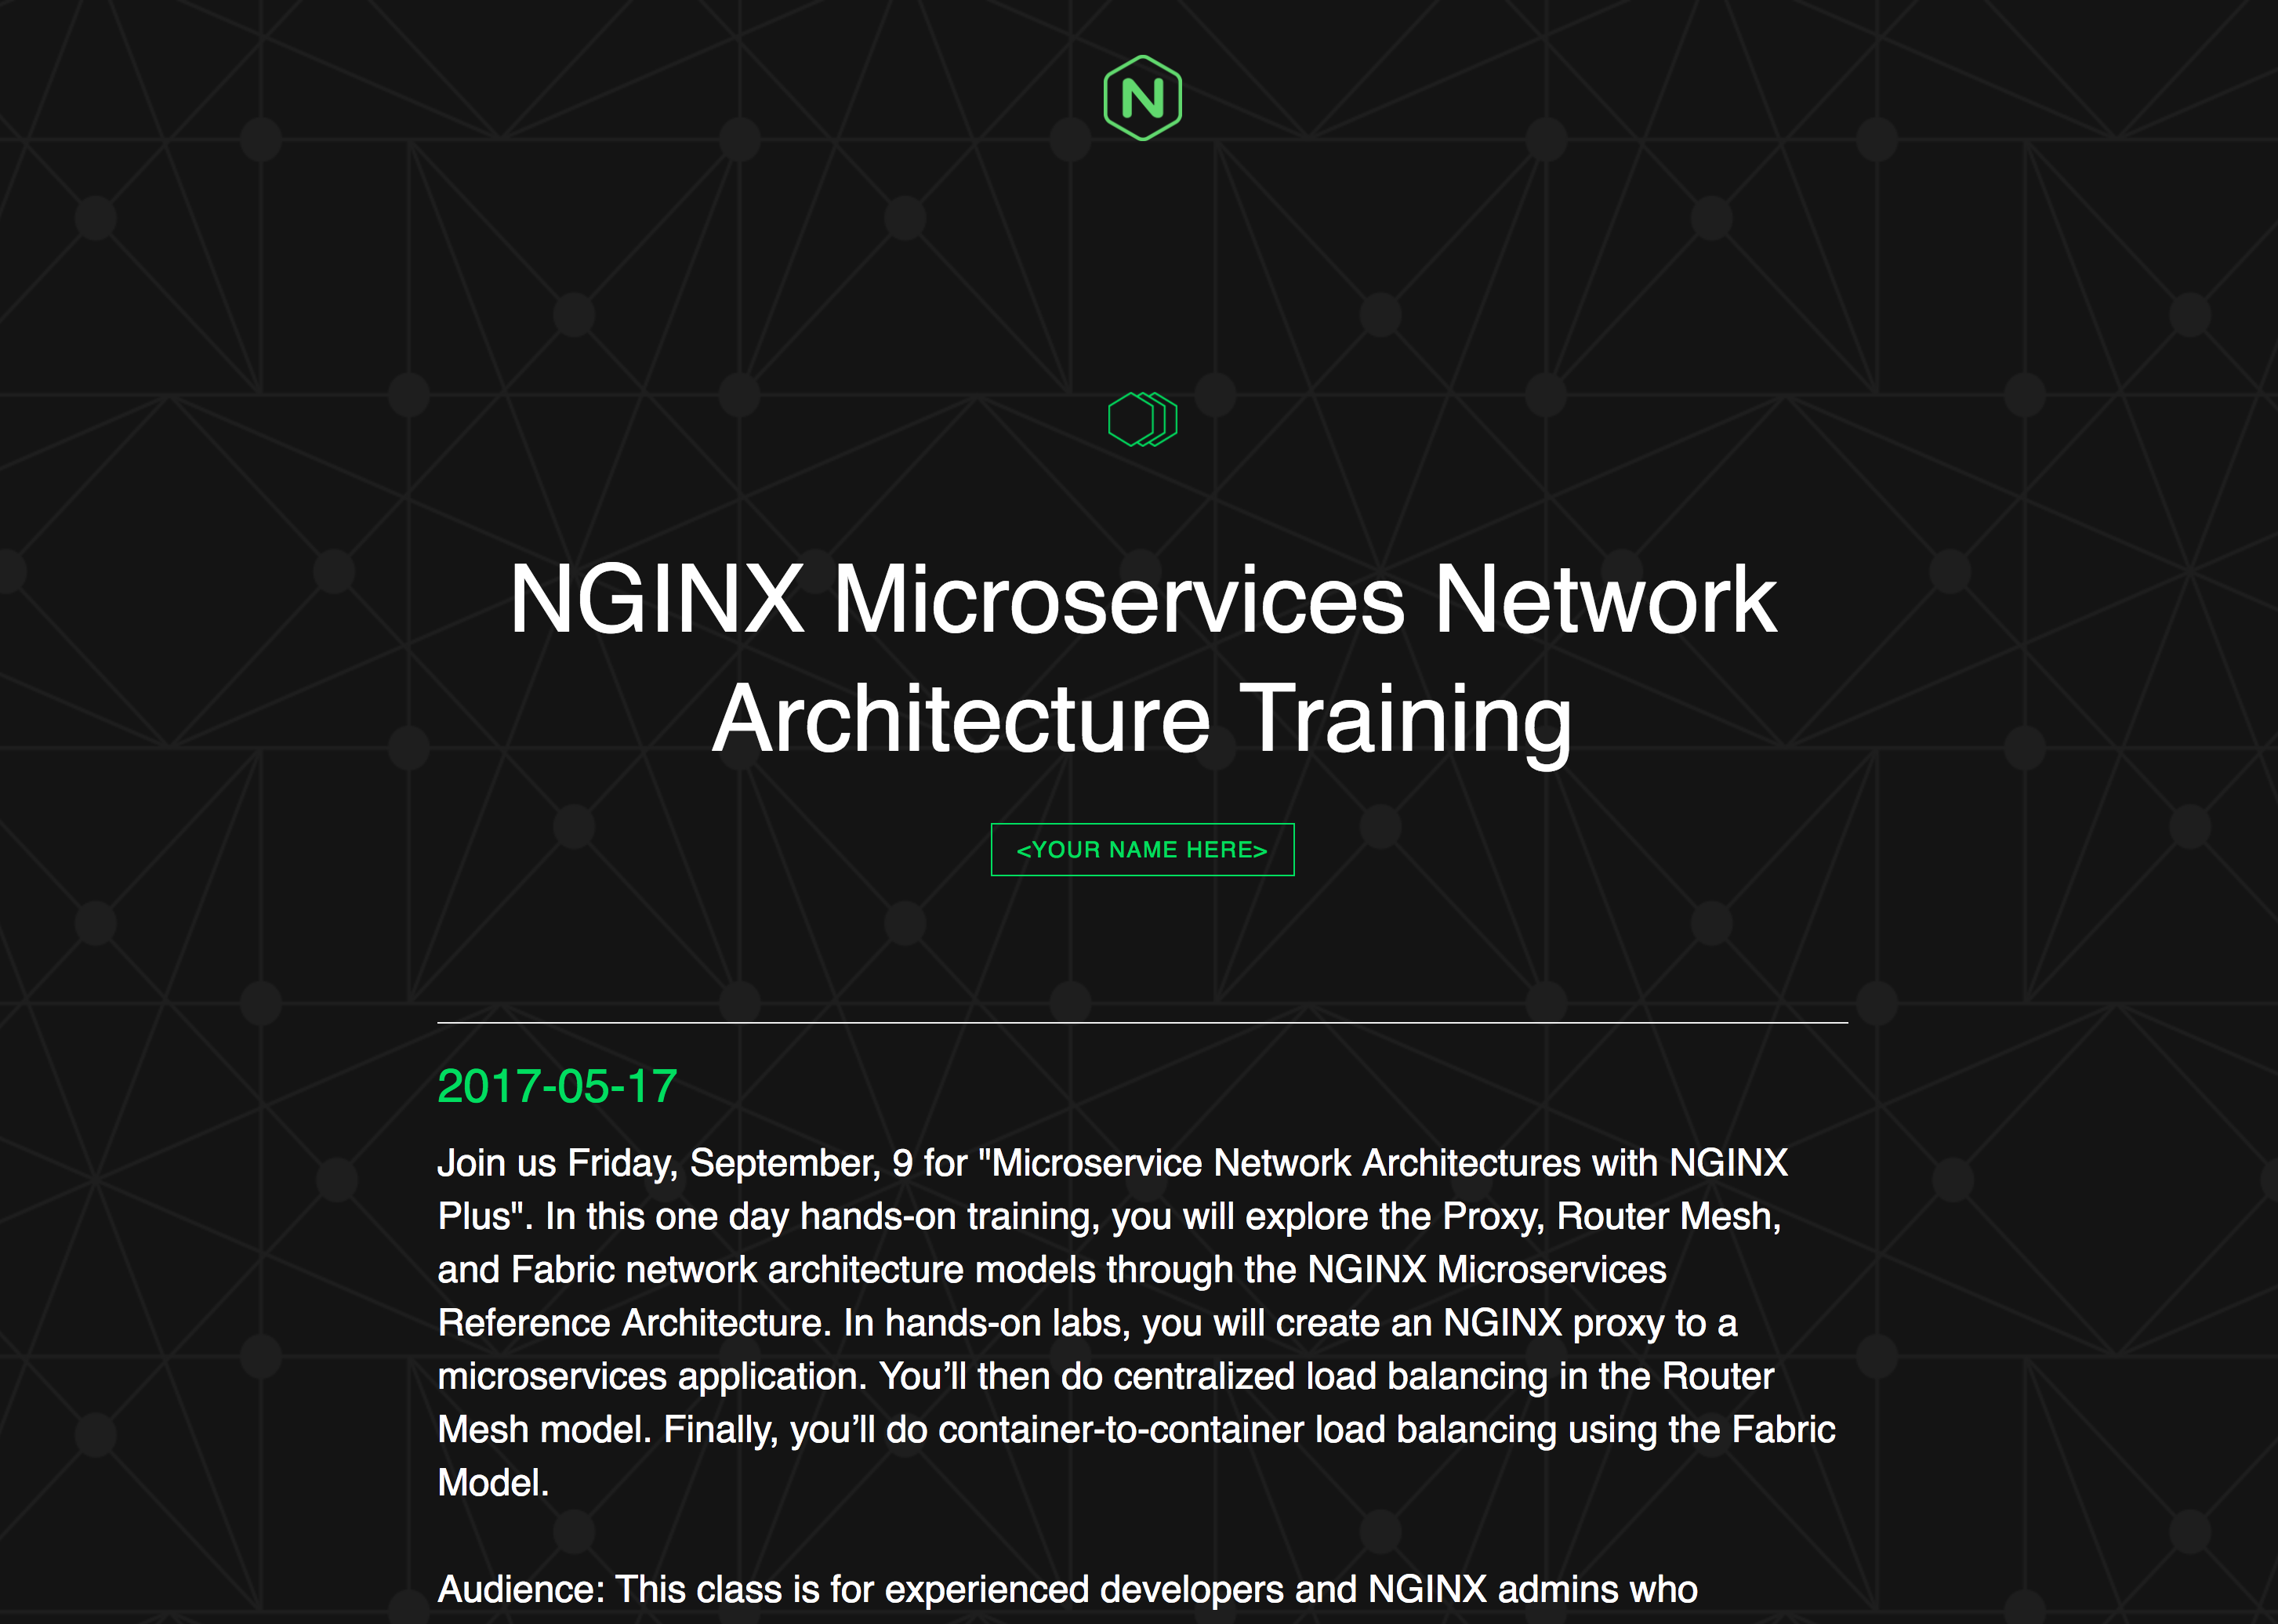 N
NGINX Microservices Network
Architecture Training
<YOUR NAME HERE>
2017-05-17
Join us Friday, September, 9 for "Microservice Network Architectures with NGINX
Plus". In this one day hands-on training, you will explore the Proxy, Router Mesh,
and Fabric network architecture models through the NGINX Microservices
Reference Architecture. In hands-on labs, you will create an NGINX proxy to a
microservices application. You’ll then do centralized load balancing in the Router
Mesh model. Finally, you’ll do container-to-container load balancing using the Fabric
Model.
Audience: This class is for experienced developers and NGINX admins who